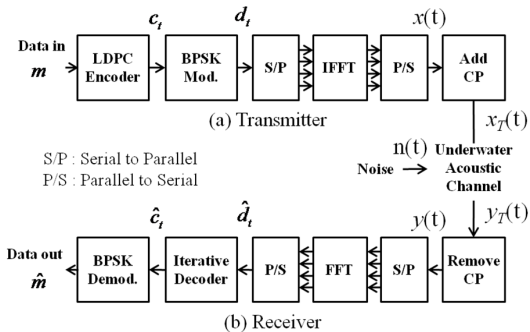 c_t d_t x(t)
Data in
m
LDPC Encoder
BPSK Mod.
S/P
IFFT
P/S
Add CP
(a) Transmitter
x_T(t)
S/P : Serial to Parallel
P/S : Parallel to Serial
n(t)
Noise
Underwater Acoustic Channel
ĉ_t d̂_t y(t) y_T(t)
Data out
m̂
BPSK Demod.
Iterative Decoder
P/S
FFT
S/P
Remove CP
(b) Receiver